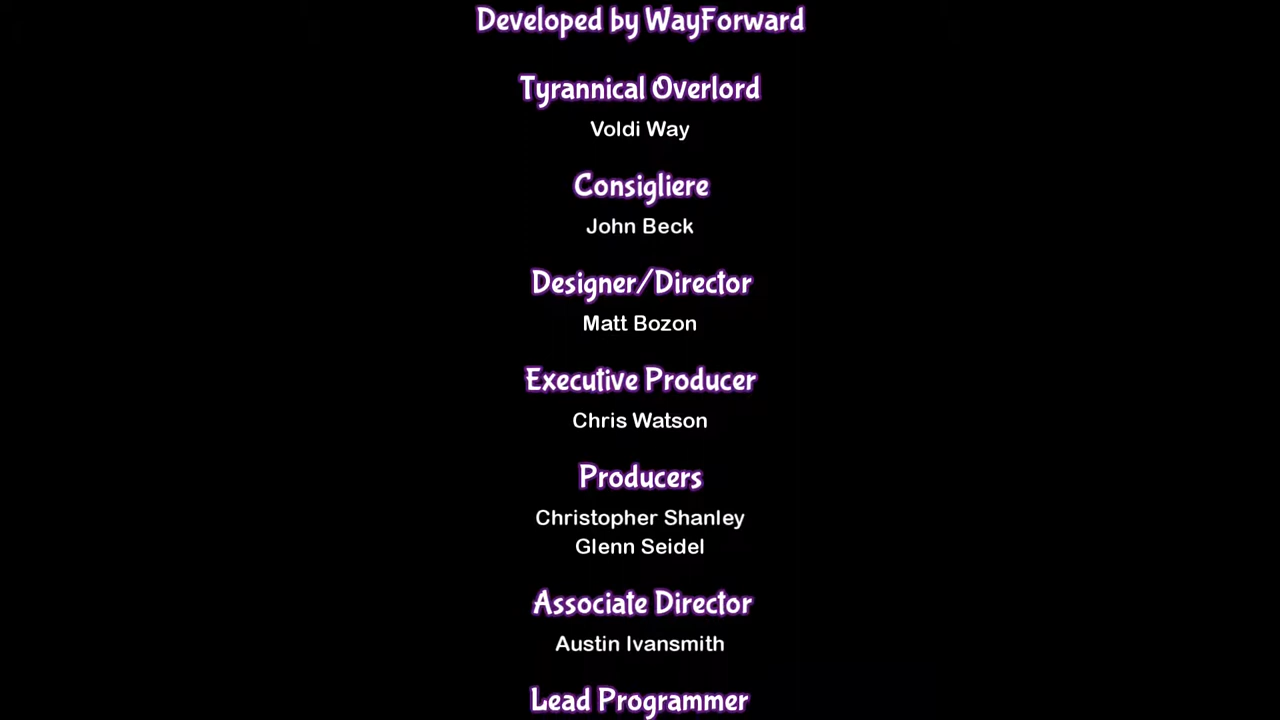 Developed by WayForward
Tyrannical Overlord
Voldi Way
Consigliere
John Beck
Designer/Director
Matt Bozon
Executive Producer
Chris Watson
Producers
Christopher Shanley
Glenn Seidel
Associate Director
Austin Ivansmith
Lead Programmer